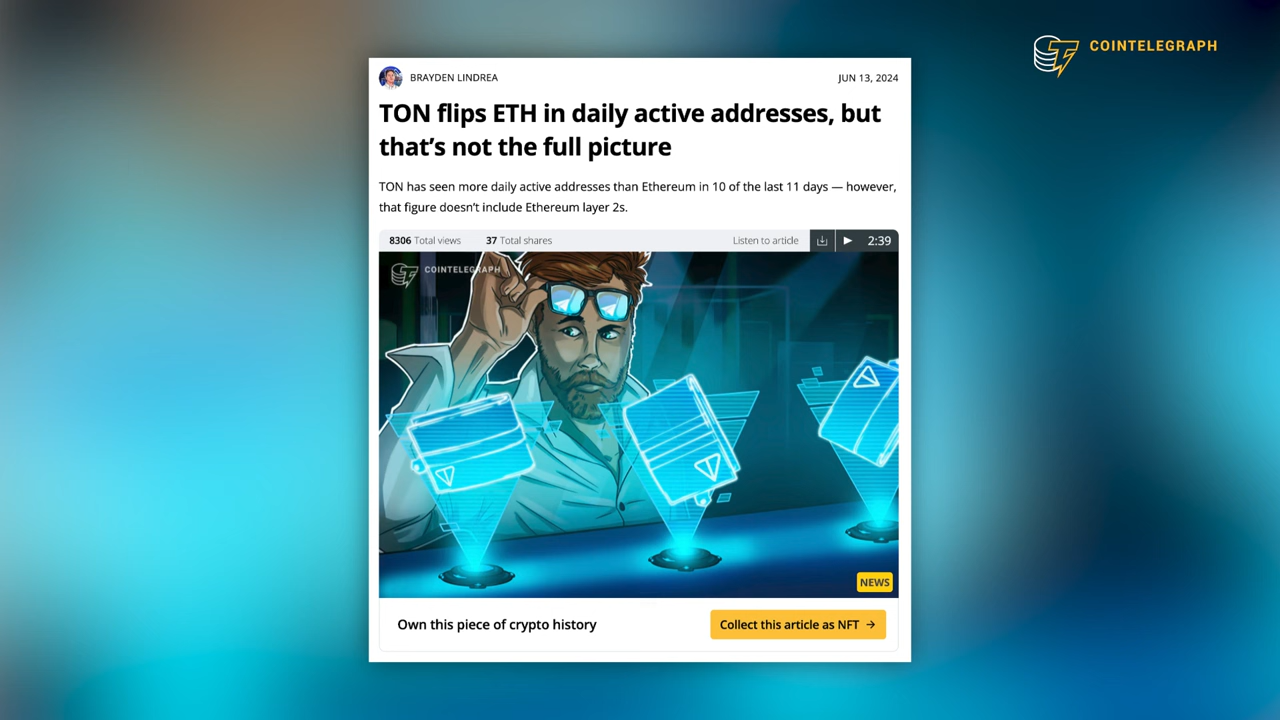 COINTELEGRAPH
BRAYDEN LINDREA
JUN 13, 2024
TON flips ETH in daily active addresses, but
that's not the full picture
TON has seen more daily active addresses than Ethereum in 10 of the last 11 days — however,
that figure doesn't include Ethereum layer 2s.
8306 Total views 37 Total shares Listen to article 2:39
COINTELEGRAPH
NEWS
Own this piece of crypto history
Collect this article as NFT →